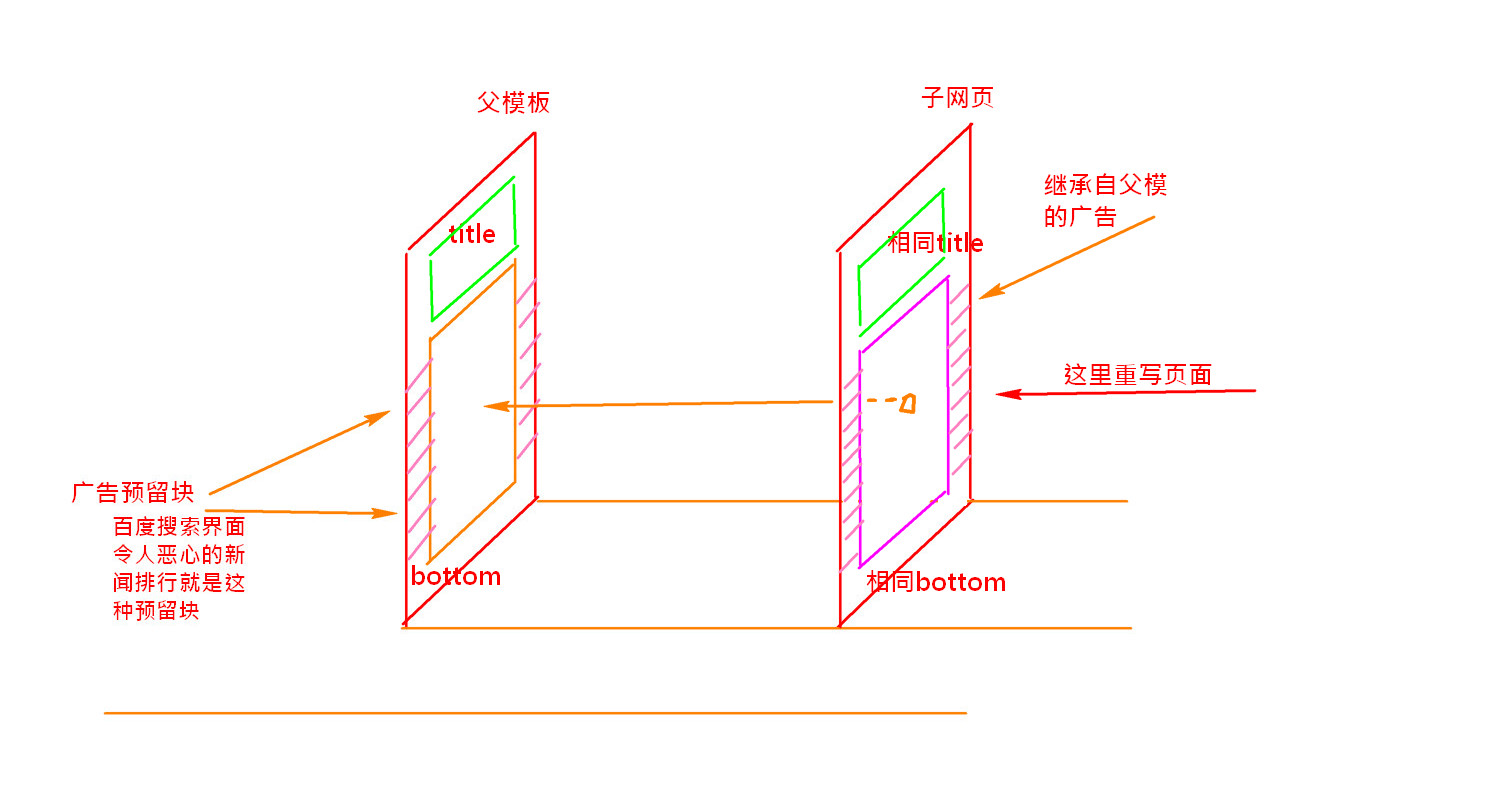 父模板
子网页
继承自父模
的广告
title
相同title
这里重写页面
广告预留块
百度搜索界面
令人恶心的新
闻排行就是这
种预留块
bottom
相同bottom